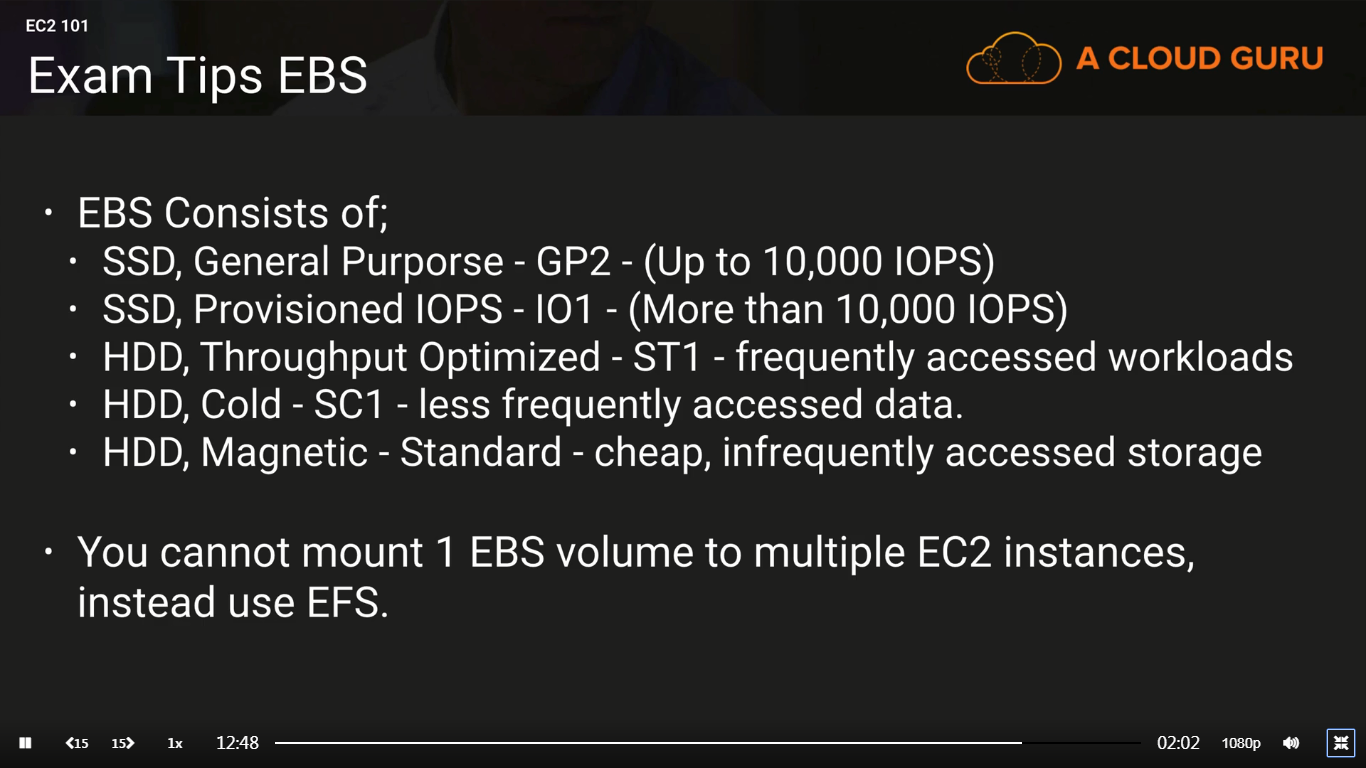 EC2 101
Exam Tips EBS
A CLOUD GURU
• EBS Consists of;
• SSD, General Purporse - GP2 - (Up to 10,000 IOPS)
• SSD, Provisioned IOPS - IO1 - (More than 10,000 IOPS)
• HDD, Throughput Optimized - ST1 - frequently accessed workloads
• HDD, Cold - SC1 - less frequently accessed data.
• HDD, Magnetic - Standard - cheap, infrequently accessed storage
• You cannot mount 1 EBS volume to multiple EC2 instances,
instead use EFS.
15 15 1x 12:48 02:02 1080p